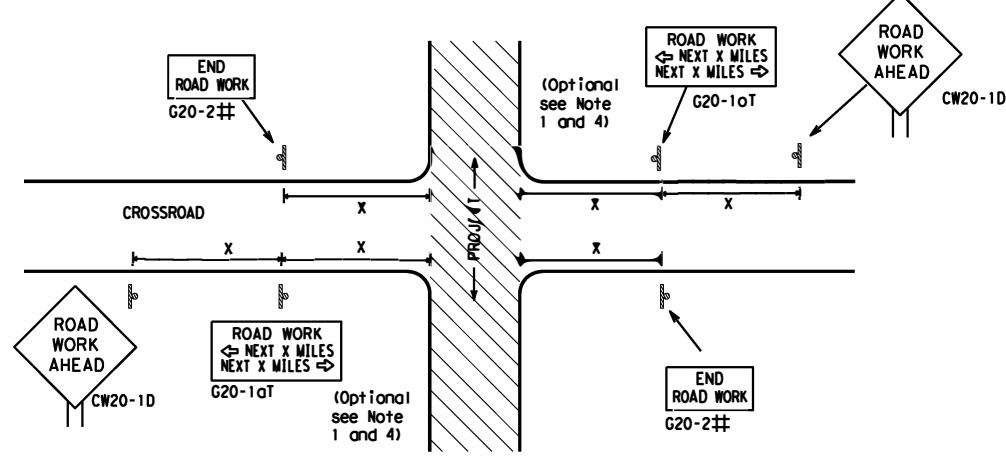 ROAD
WORK
AHEAD
CW20-1D
ROAD WORK
⇦ NEXT X MILES
NEXT X MILES ⇨
G20-1aT
(Optional
see Note
1 and 4)
END
ROAD WORK
G20-2##
X
X
X
CROSSROAD
PROJECT
X
X
X
ROAD
WORK
AHEAD
CW20-1D
ROAD WORK
⇦ NEXT X MILES
NEXT X MILES ⇨
G20-1aT
(Optional
see Note
1 and 4)
END
ROAD WORK
G20-2##